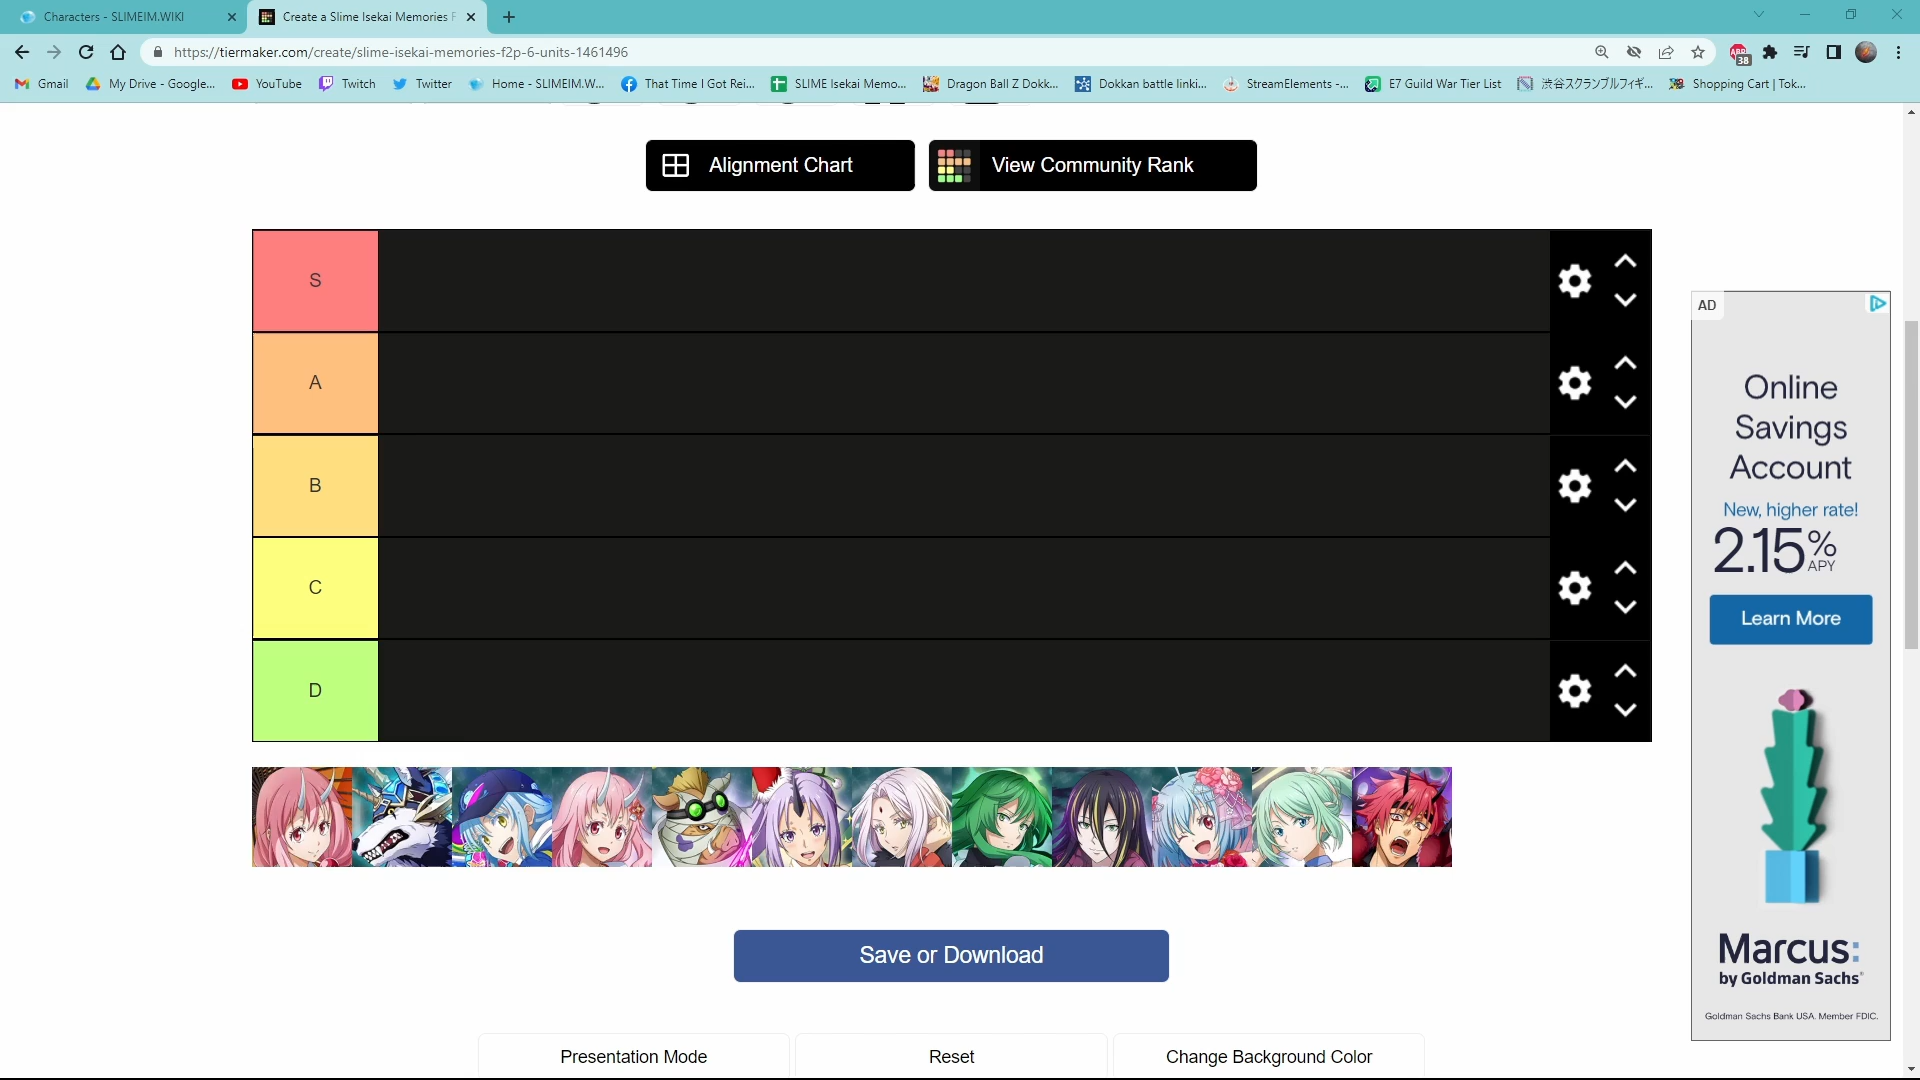 Characters - SLIMEIM.WIKI
Create a Slime Isekai Memories F
https://tiermaker.com/create/slime-isekai-memories-f2p-6-units-1461496
ABP
38
Gmail
My Drive - Google...
YouTube
Twitch
Twitter
Home - SLIMEIM.W...
That Time I Got Rei...
SLIME Isekai Memo...
Dragon Ball Z Dokk...
Dokkan battle linki...
StreamElements -...
E7 Guild War Tier List
渋谷スクランブルフィギ...
Shopping Cart | Tok...
Alignment Chart
View Community Rank
S
A
B
C
D
AD
Online
Savings
Account
New, higher rate!
2.15%
APY
Learn More
Marcus:
by Goldman Sachs®
Goldman Sachs Bank USA. Member FDIC.
Save or Download
Presentation Mode
Reset
Change Background Color